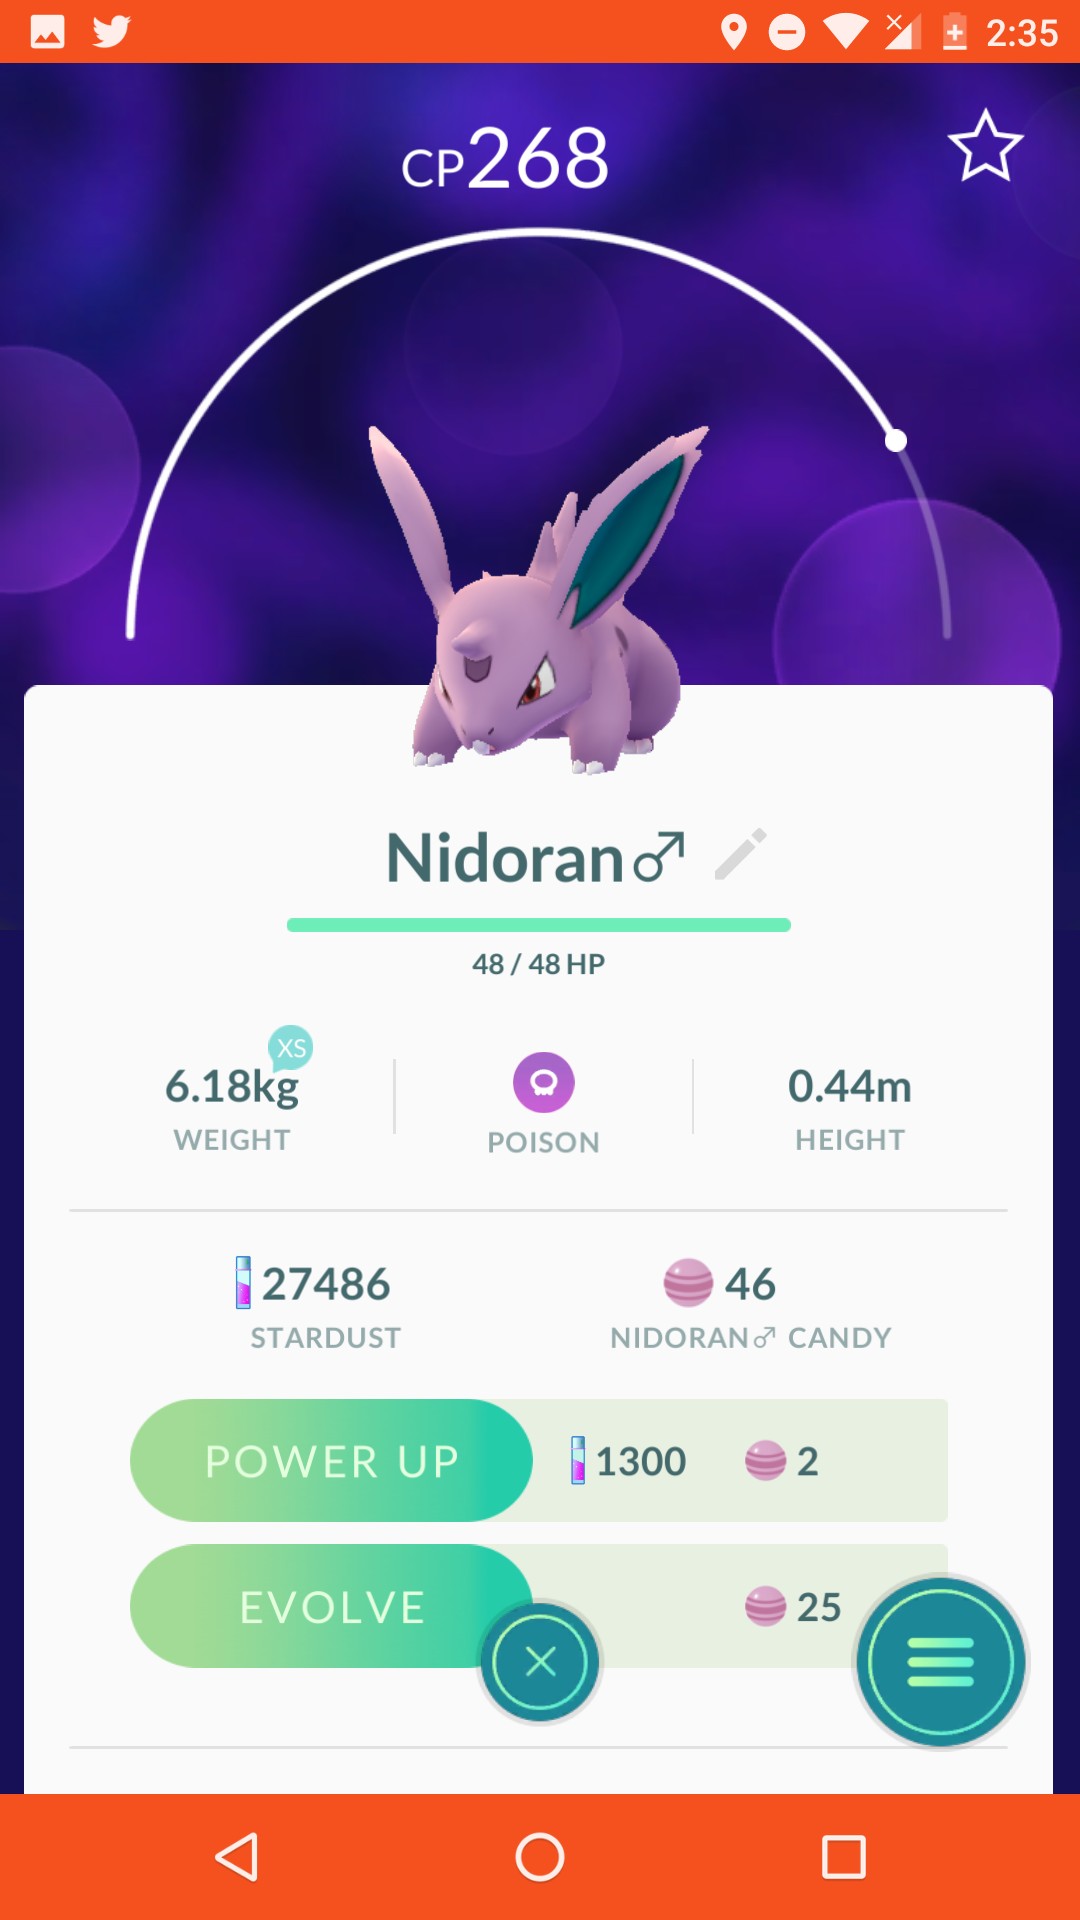 2:35
CP268
Nidoran♂
48 / 48 HP
XS
6.18kg
WEIGHT
POISON
0.44m
HEIGHT
27486
STARDUST
46
NIDORAN♂ CANDY
POWER UP 1300 2
EVOLVE 25